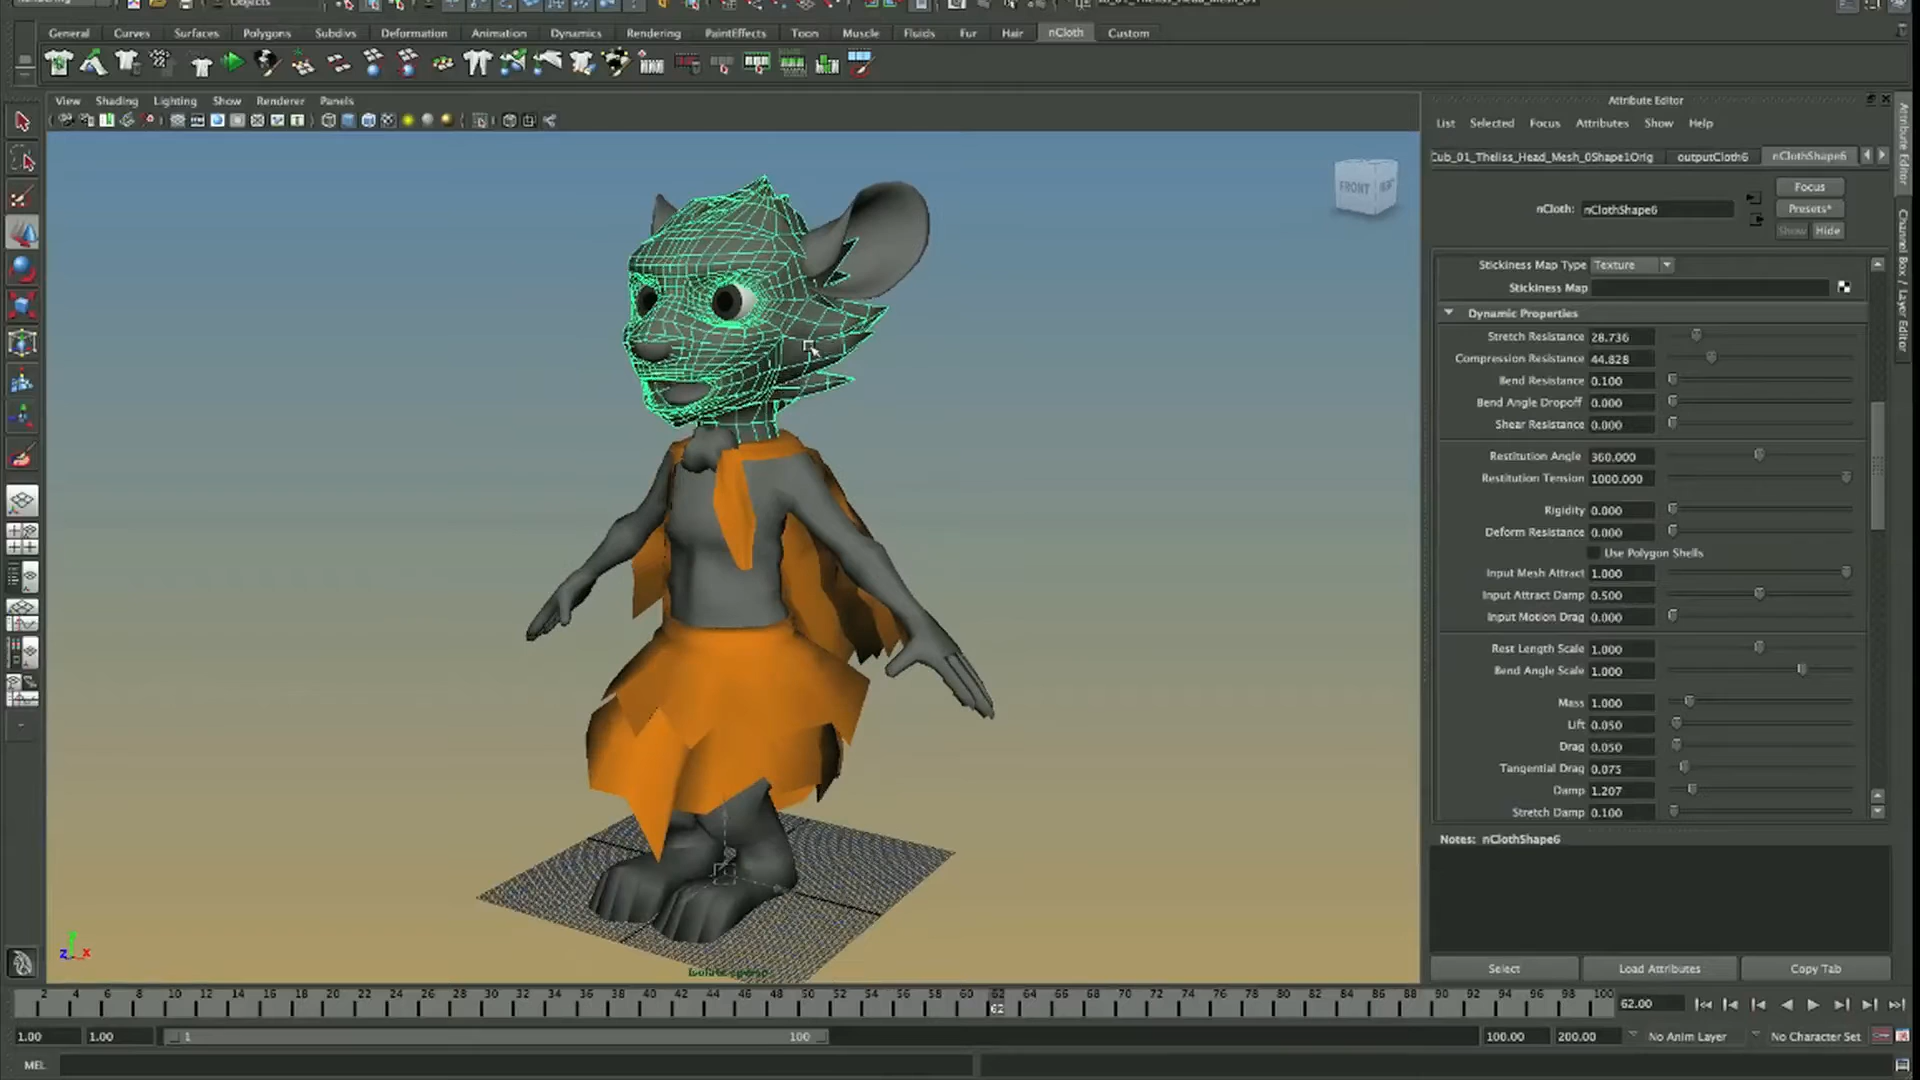 Objects
General Curves Surfaces Polygons Subdivs Deformation Animation Dynamics Rendering PaintEffects Toon Muscle Fluids Fur Hair nCloth Custom
View Shading Lighting Show Renderer Panels
Attribute Editor
List Selected Focus Attributes Show Help
Cub_01_Theliss_Head_Mesh_0Shape1Orig outputCloth6 nClothShape6
Focus
nCloth: nClothShape6 Presets*
Show Hide
FRONT
Stickiness Map Type Texture
Stickiness Map
Dynamic Properties
Stretch Resistance 28.736
Compression Resistance 44.828
Bend Resistance 0.100
Bend Angle Dropoff 0.000
Shear Resistance 0.000
Restitution Angle 360.000
Restitution Tension 1000.000
Rigidity 0.000
Deform Resistance 0.000
Use Polygon Shells
Input Mesh Attract 1.000
Input Attract Damp 0.500
Input Motion Drag 0.000
Rest Length Scale 1.000
Bend Angle Scale 1.000
Mass 1.000
Lift 0.050
Drag 0.050
Tangential Drag 0.075
Damp 1.207
Stretch Damp 0.100
Notes: nClothShape6
Select Load Attributes Copy Tab
Attribute Editor
Channel Box / Layer Editor
z x
2 4 6 8 10 12 14 16 18 20 22 24 26 28 30 32 34 36 38 40 42 44 46 48 50 52 54 56 58 60 62 64 66 68 70 72 74 76 78 80 82 84 86 88 90 92 94 96 98 100 62.00
62
1.00 1.00 1 100 100.00 200.00 No Anim Layer No Character Set
MEL